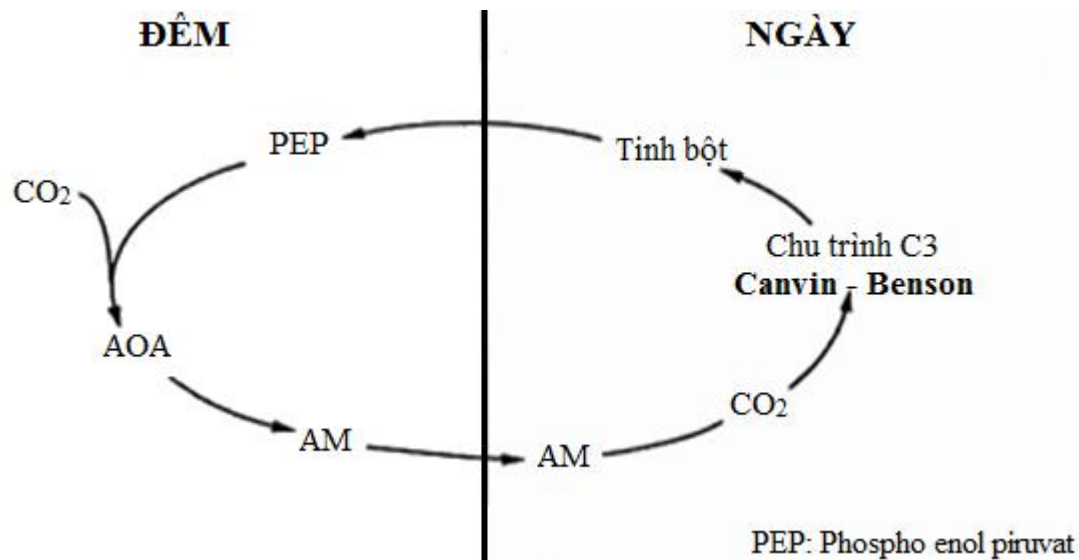 ĐÊM
NGÀY
PEP
Tinh bột
CO2
Chu trình C3
Canvin - Benson
AOA
CO2
AM
AM
PEP: Phospho enol piruvat